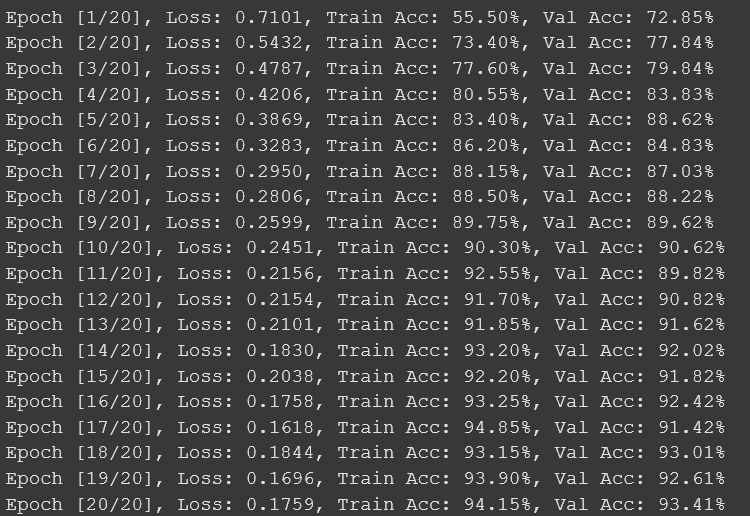 Epoch [1/20], Loss: 0.7101, Train Acc: 55.50%, Val Acc: 72.85%
Epoch [2/20], Loss: 0.5432, Train Acc: 73.40%, Val Acc: 77.84%
Epoch [3/20], Loss: 0.4787, Train Acc: 77.60%, Val Acc: 79.84%
Epoch [4/20], Loss: 0.4206, Train Acc: 80.55%, Val Acc: 83.83%
Epoch [5/20], Loss: 0.3869, Train Acc: 83.40%, Val Acc: 88.62%
Epoch [6/20], Loss: 0.3283, Train Acc: 86.20%, Val Acc: 84.83%
Epoch [7/20], Loss: 0.2950, Train Acc: 88.15%, Val Acc: 87.03%
Epoch [8/20], Loss: 0.2806, Train Acc: 88.50%, Val Acc: 88.22%
Epoch [9/20], Loss: 0.2599, Train Acc: 89.75%, Val Acc: 89.62%
Epoch [10/20], Loss: 0.2451, Train Acc: 90.30%, Val Acc: 90.62%
Epoch [11/20], Loss: 0.2156, Train Acc: 92.55%, Val Acc: 89.82%
Epoch [12/20], Loss: 0.2154, Train Acc: 91.70%, Val Acc: 90.82%
Epoch [13/20], Loss: 0.2101, Train Acc: 91.85%, Val Acc: 91.62%
Epoch [14/20], Loss: 0.1830, Train Acc: 93.20%, Val Acc: 92.02%
Epoch [15/20], Loss: 0.2038, Train Acc: 92.20%, Val Acc: 91.82%
Epoch [16/20], Loss: 0.1758, Train Acc: 93.25%, Val Acc: 92.42%
Epoch [17/20], Loss: 0.1618, Train Acc: 94.85%, Val Acc: 91.42%
Epoch [18/20], Loss: 0.1844, Train Acc: 93.15%, Val Acc: 93.01%
Epoch [19/20], Loss: 0.1696, Train Acc: 93.90%, Val Acc: 92.61%
Epoch [20/20], Loss: 0.1759, Train Acc: 94.15%, Val Acc: 93.41%